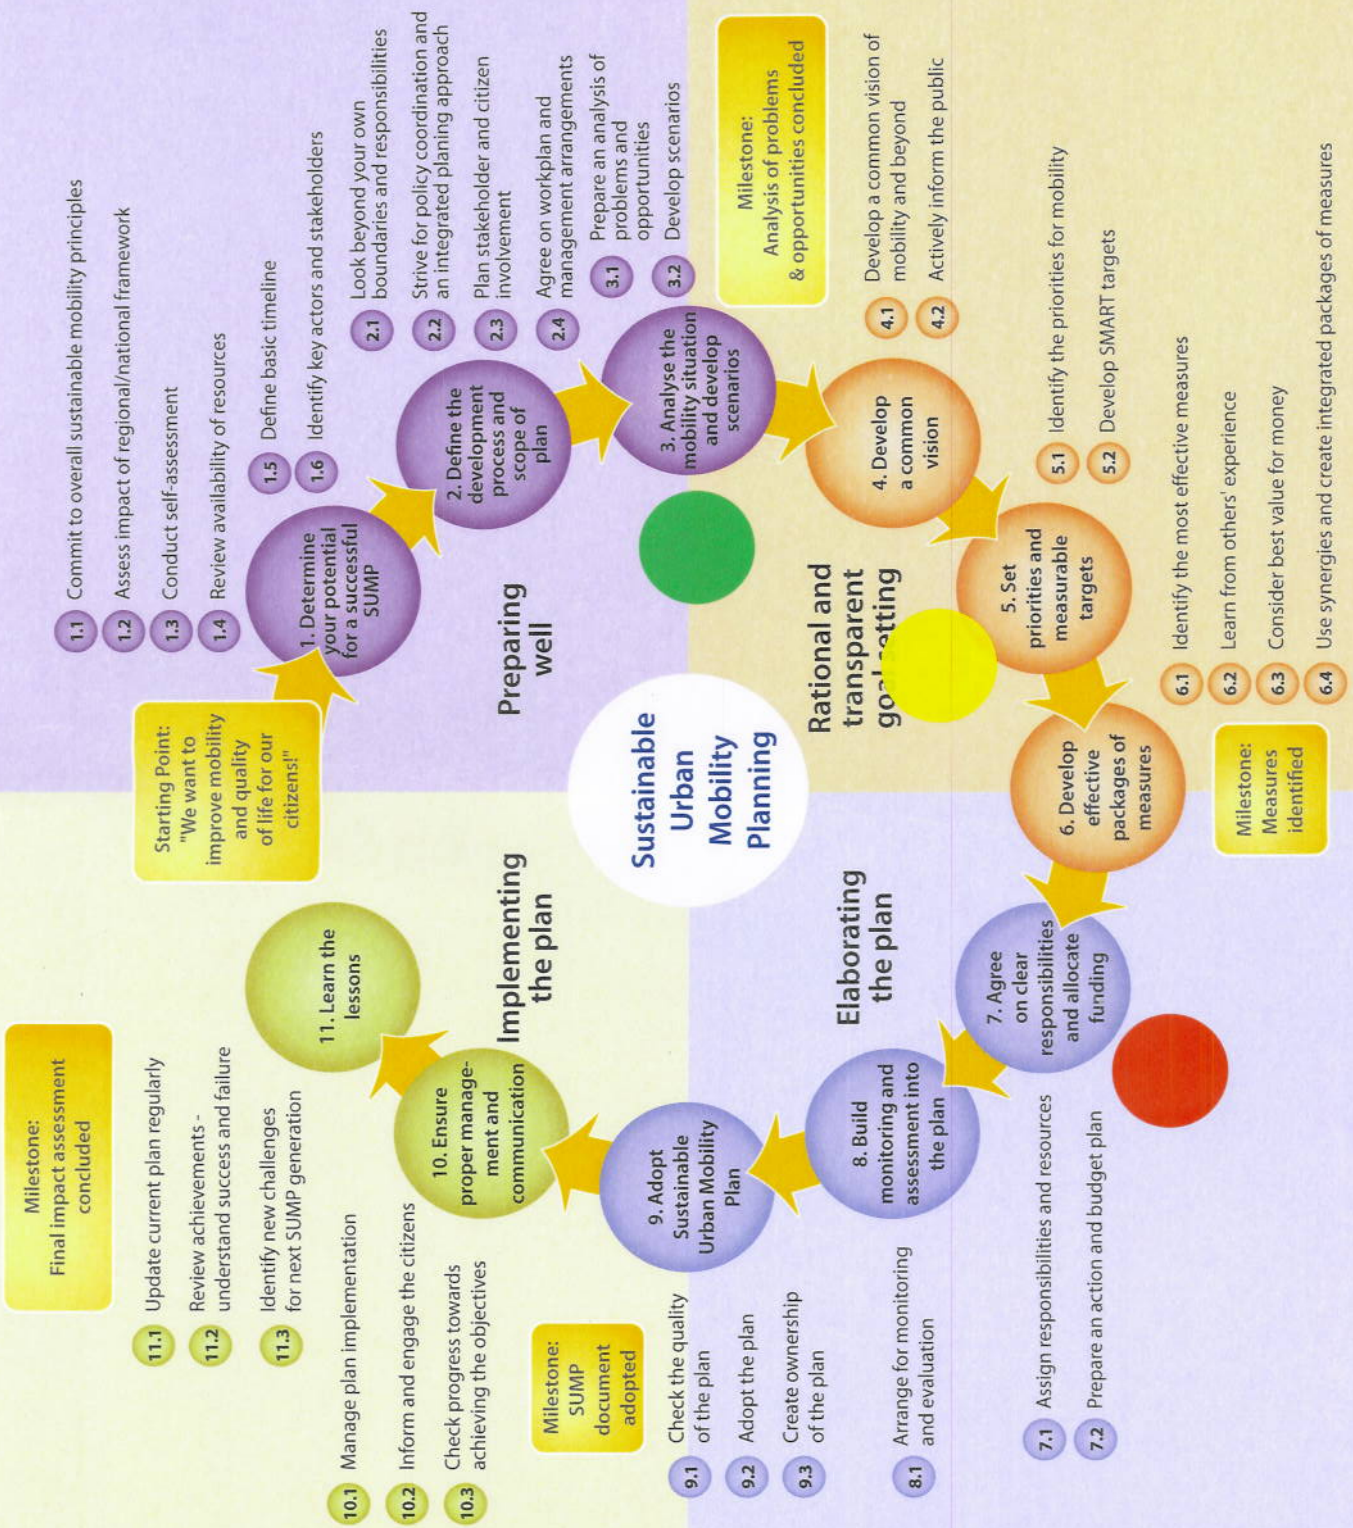 Starting Point:
"We want to
improve mobility
and quality
of life for our
citizens!"
1. Determine
your potential
for a successful
SUMP
1.1 Commit to overall sustainable mobility principles
1.2 Assess impact of regional/national framework
1.3 Conduct self-assessment
1.4 Review availability of resources
1.5 Define basic timeline
1.6 Identify key actors and stakeholders
2. Define the
development
process and
scope of
plan
2.1 Look beyond your own
boundaries and responsibilities
2.2 Strive for policy coordination and
an integrated planing approach
2.3 Plan stakeholder and citizen
involvement
2.4 Agree on workplan and
management arrangements
3. Analyse the
mobility situation
and develop
scenarios
3.1 Prepare an analysis of
problems and
opportunities
3.2 Develop scenarios
Preparing
well
Milestone:
Analysis of problems
& opportunities concluded
4. Develop
a common
vision
4.1 Develop a common vision of
mobility and beyond
4.2 Actively inform the public
5. Set
priorities and
measurable
targets
5.1 Identify the priorities for mobility
5.2 Develop SMART targets
6. Develop
effective
packages of
measures
6.1 Identify the most effective measures
6.2 Learn from others' experience
6.3 Consider best value for money
6.4 Use synergies and create integrated packages of measures
Rational and
transparent
goal setting
Milestone:
Measures
identified
Sustainable
Urban
Mobility
Planning
7. Agree
on clear
responsibilities
and allocate
funding
7.1 Assign responsibilities and resources
7.2 Prepare an action and budget plan
8. Build
monitoring and
assessment into
the plan
8.1 Arrange for monitoring
and evaluation
9. Adopt
Sustainable
Urban Mobility
Plan
9.1 Check the quality
of the plan
9.2 Adopt the plan
9.3 Create ownership
of the plan
Elaborating
the plan
Milestone:
SUMP
document
adopted
10. Ensure
proper manage-
ment and
communication
10.1 Manage plan implementation
10.2 Inform and engage the citizens
10.3 Check progress towards
achieving the objectives
11. Learn the
lessons
11.1 Update current plan regularly
11.2 Review achievements -
understand success and failure
11.3 Identify new challenges
for next SUMP generation
Implementing
the plan
Milestone:
Final impact assessment
concluded